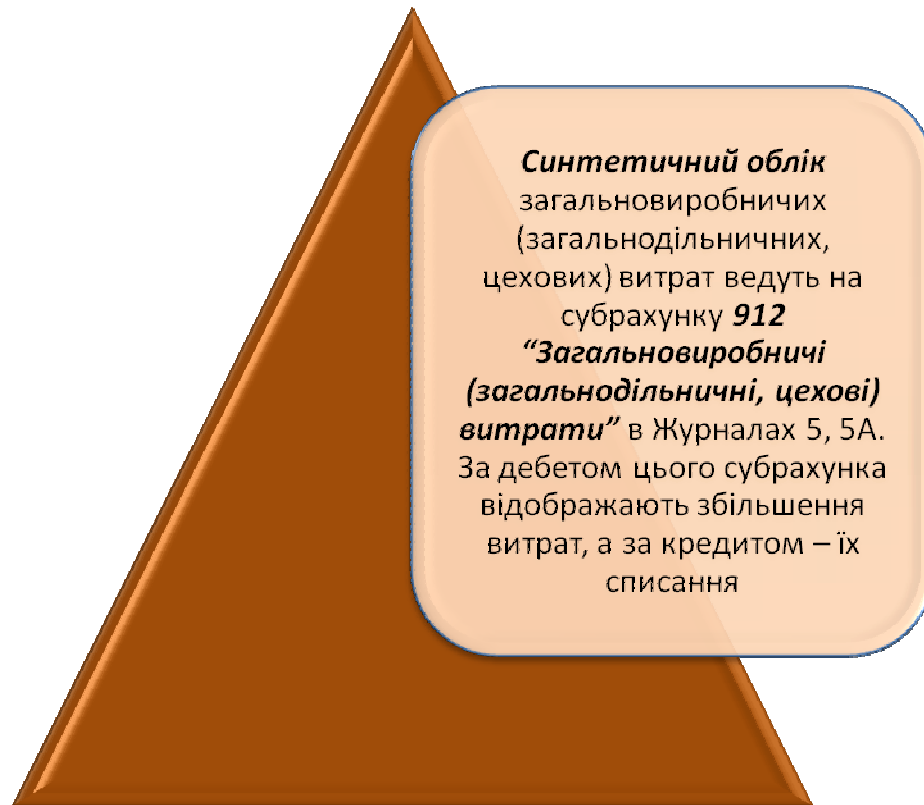 Синтетичний облік
загальновиробничих
(загальнодільничних,
цехових) витрат ведуть на
субрахунку 912
“Загальновиробничі
(загальнодільничні, цехові)
витрати” в Журналах 5, 5А.
За дебетом цього субрахунка
відображають збільшення
витрат, а за кредитом – їх
списання